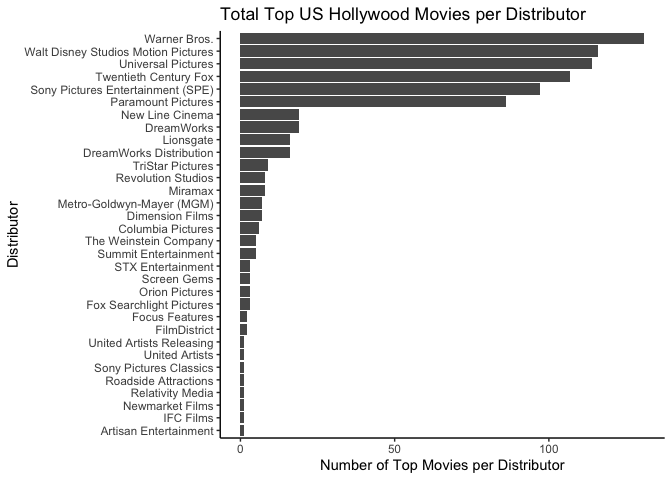 Total Top US Hollywood Movies per Distributor
Distributor
Warner Bros.
Walt Disney Studios Motion Pictures
Universal Pictures
Twentieth Century Fox
Sony Pictures Entertainment (SPE)
Paramount Pictures
New Line Cinema
DreamWorks
Lionsgate
DreamWorks Distribution
TriStar Pictures
Revolution Studios
Miramax
Metro-Goldwyn-Mayer (MGM)
Dimension Films
Columbia Pictures
The Weinstein Company
Summit Entertainment
STX Entertainment
Screen Gems
Orion Pictures
Fox Searchlight Pictures
Focus Features
FilmDistrict
United Artists Releasing
United Artists
Sony Pictures Classics
Roadside Attractions
Relativity Media
Newmarket Films
IFC Films
Artisan Entertainment
0 50 100
Number of Top Movies per Distributor